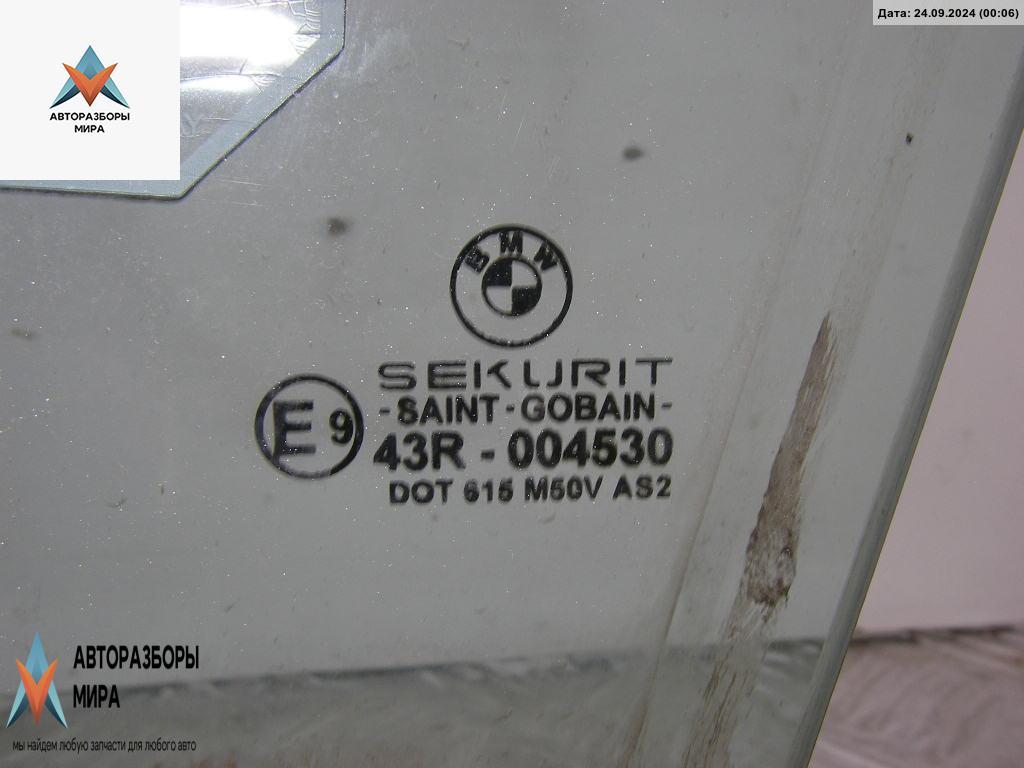 Дата: 24.09.2024 (00:06)
АВТОРАЗБОРЫ
МИРА
BMW
SEKURIT
- SAINT - GOBAIN -
E9
43R - 004530
DOT 615 M50V AS2
АВТОРАЗБОРЫ
МИРА
мы найдем любую запчасти для любого авто